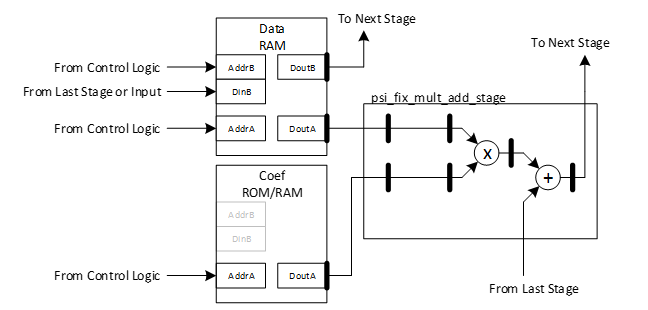 To Next Stage
Data
RAM
To Next Stage
From Control Logic
AddrB
DoutB
From Last Stage or Input
DinB
psi_fix_mult_add_stage
From Control Logic
AddrA
DoutA
X
Coef
ROM/RAM
+
AddrB
DinB
From Control Logic
AddrA
DoutA
From Last Stage